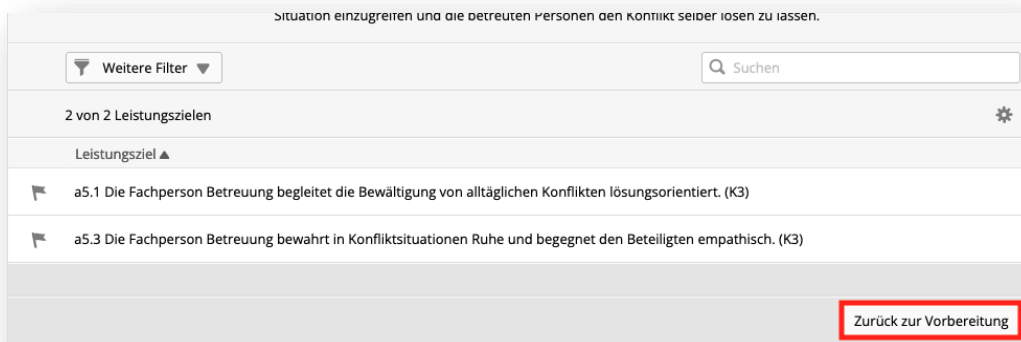 Situation einzugreifen und die betreuten Personen den Konflikt selber lösen zu lassen.
Weitere Filter
Suchen
2 von 2 Leistungszielen
Leistungsziel
a5.1 Die Fachperson Betreuung begleitet die Bewältigung von alltäglichen Konflikten lösungsorientiert. (K3)
a5.3 Die Fachperson Betreuung bewahrt in Konfliktsituationen Ruhe und begegnet den Beteiligten empathisch. (K3)
Zurück zur Vorbereitung